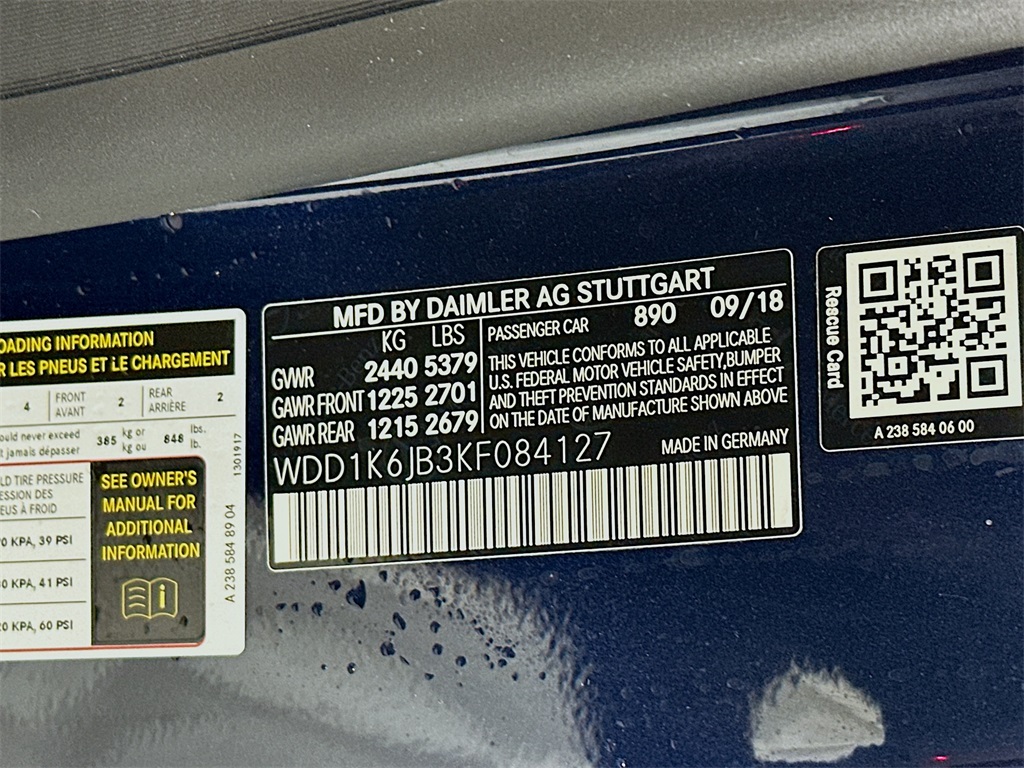 OADING INFORMATION
R LES PNEUS ET LE CHARGEMENT
4 FRONT AVANT 2 REAR ARRIÈRE 2
ould never exceed 385 kg or 848 lbs.
t jamais dépasser kg ou lb.
LD TIRE PRESSURE
ESSION DES
EUS À FROID
0 KPA, 39 PSI
0 KPA, 41 PSI
20 KPA, 60 PSI
SEE OWNER'S
MANUAL FOR
ADDITIONAL
INFORMATION
1301917
A 238 584 89 04
MFD BY DAIMLER AG STUTTGART
KG LBS
GVWR 2440 5379
GAWR FRONT 1225 2701
GAWR REAR 1215 2679
PASSENGER CAR 890 09/18
THIS VEHICLE CONFORMS TO ALL APPLICABLE
U.S. FEDERAL MOTOR VEHICLE SAFETY,BUMPER
AND THEFT PREVENTION STANDARDS IN EFFECT
ON THE DATE OF MANUFACTURE SHOWN ABOVE
WDD1K6JB3KF084127 MADE IN GERMANY
Rescue Card
A 238 584 06 00